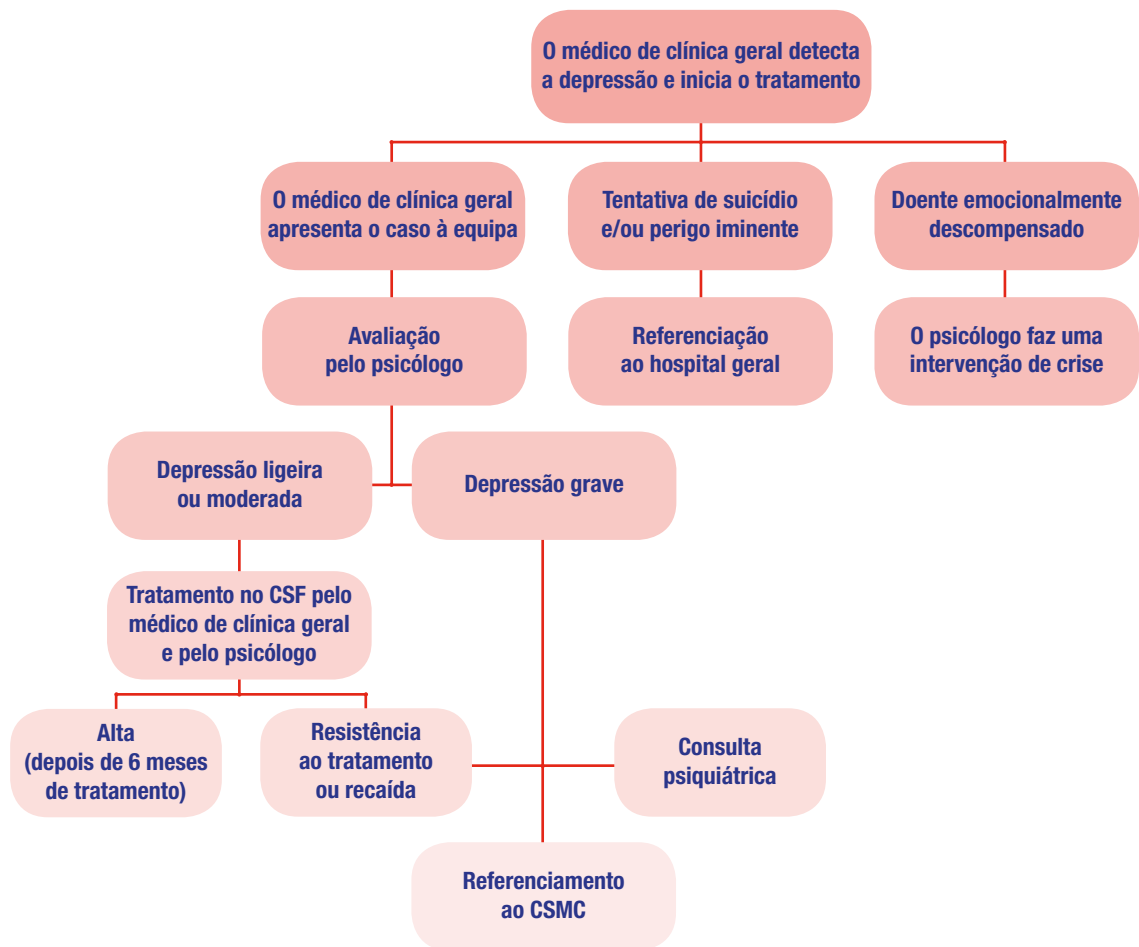 O médico de clínica geral detecta
a depressão e inicia o tratamento
O médico de clínica geral
apresenta o caso à equipa
Tentativa de suicídio
e/ou perigo iminente
Doente emocionalmente
descompensado
Avaliação
pelo psicólogo
Referenciação
ao hospital geral
O psicólogo faz uma
intervenção de crise
Depressão ligeira
ou moderada
Depressão grave
Tratamento no CSF pelo
médico de clínica geral
e pelo psicólogo
Alta
(depois de 6 meses
de tratamento)
Resistência
ao tratamento
ou recaída
Consulta
psiquiátrica
Referenciamento
ao CSMC